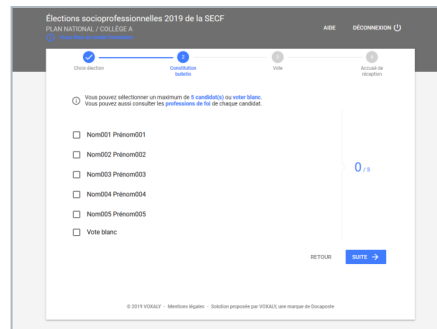 Élections socioprofessionnelles 2019 de la SECF
PLAN NATIONAL / COLLÈGE A
AIDE
DÉCONNEXION
2
3
4
Choix élection
Constitution bulletin
Vote
Accusé de réception
Vous pouvez sélectionner un maximum de 5 candidat(s) ou voter blanc.
Vous pouvez aussi consulter les professions de foi de chaque candidat.
Nom001 Prénom001
Nom002 Prénom002
Nom003 Prénom003
0 / 5
Nom004 Prénom004
Nom005 Prénom005
Vote blanc
RETOUR
SUITE
© 2019 VOXALY - Mentions légales - Solution proposée par VOXALY, une marque de Docaposte